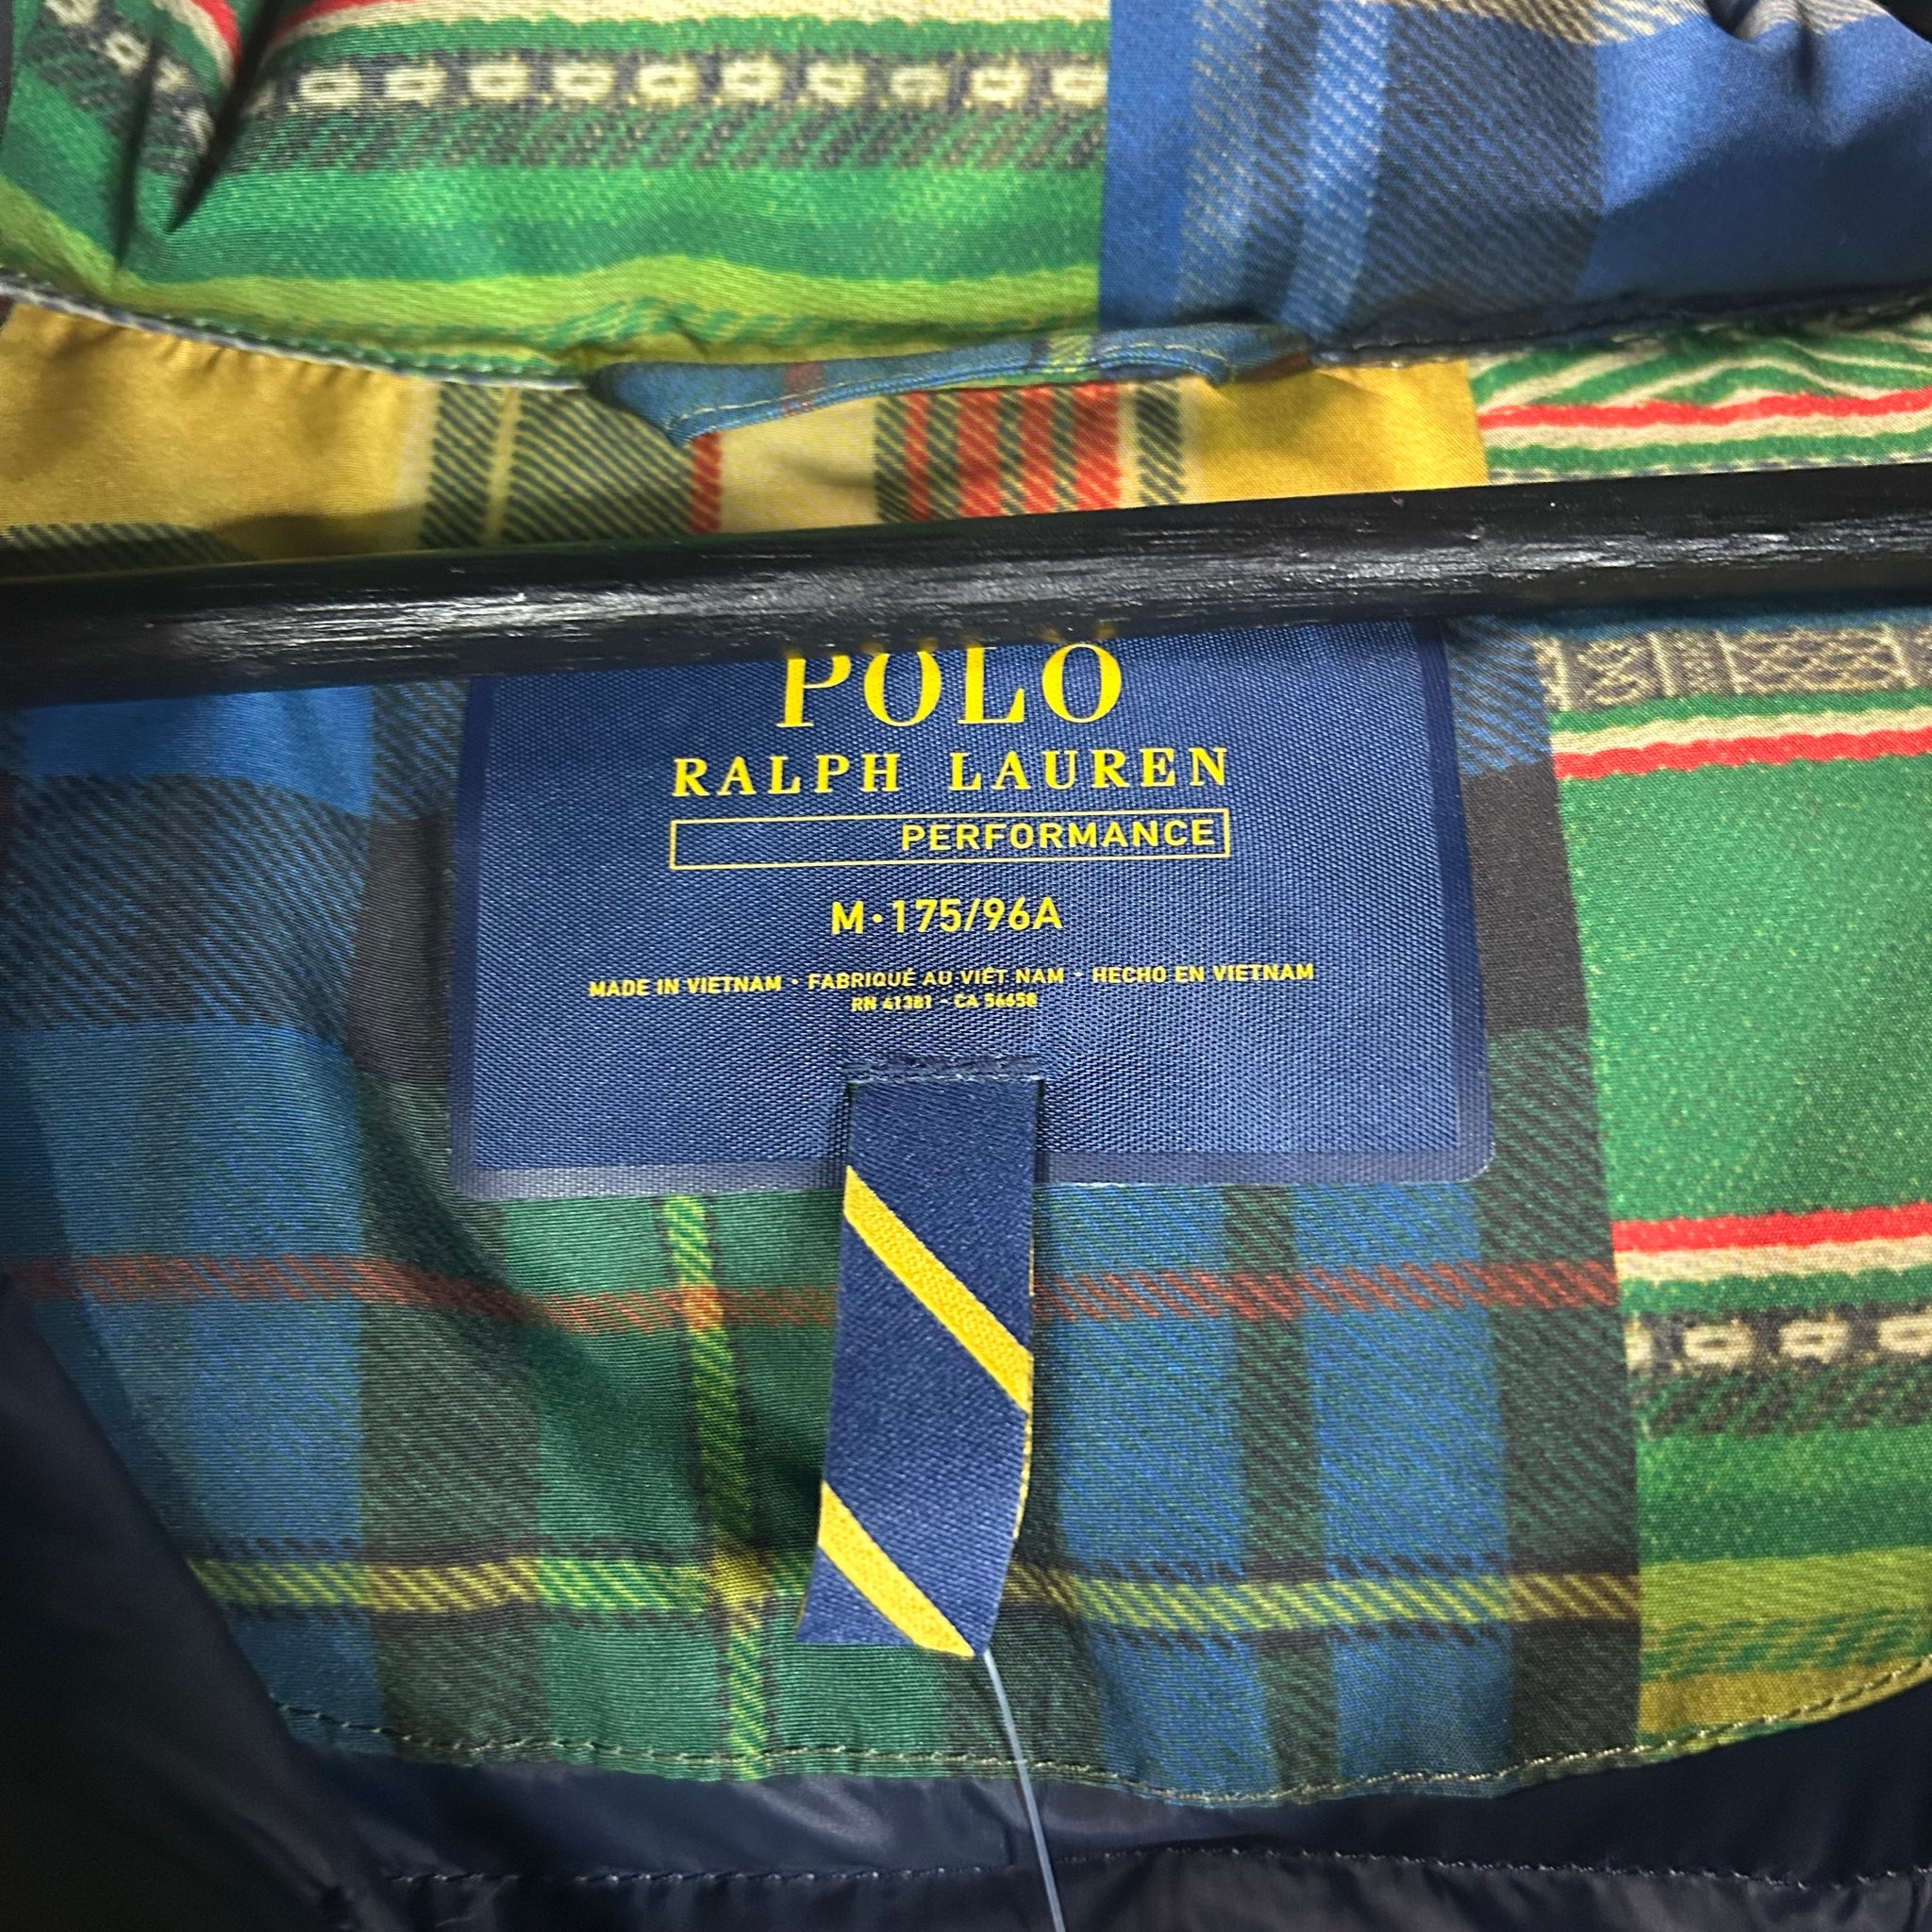 POLO
RALPH LAUREN
PERFORMANCE
M·175/96A
MADE IN VIETNAM · FABRIQUÉ AU VIÊT NAM · HECHO EN VIETNAM
RN 41381 - CA 56658